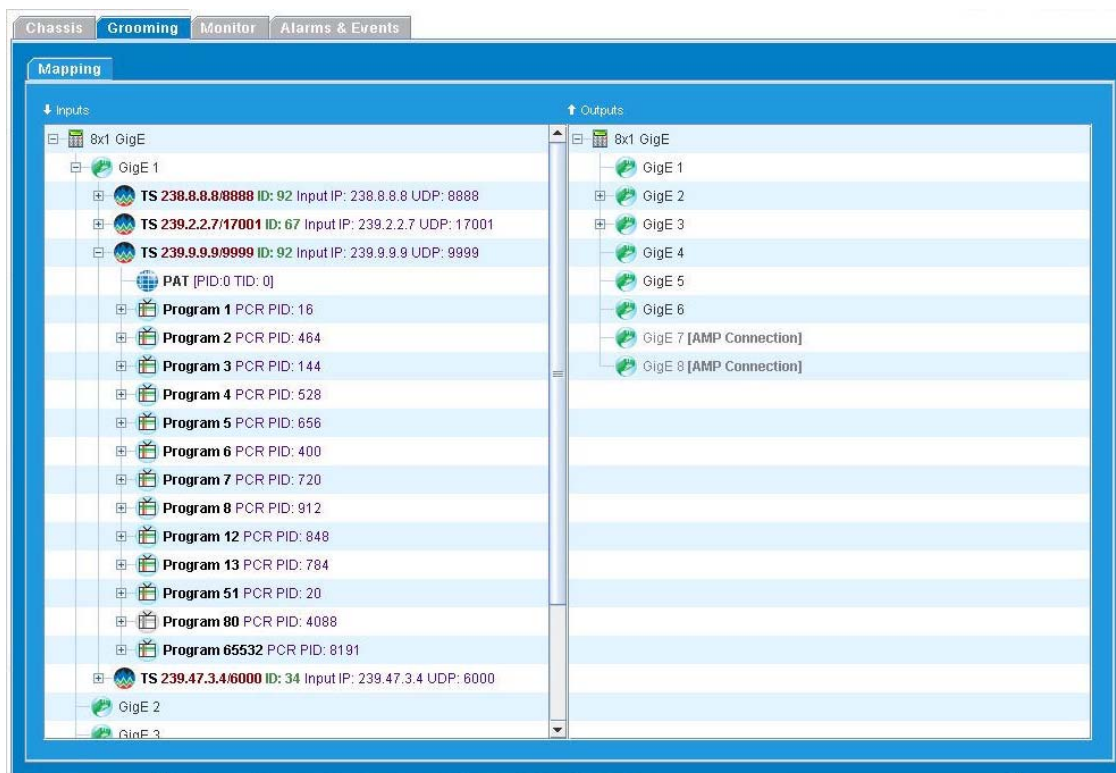 Chassis Grooming Monitor Alarms & Events
Mapping
Inputs
8x1 GigE
GigE 1
TS 238.8.8.8/8888 ID: 92 Input IP: 238.8.8.8 UDP: 8888
TS 239.2.2.7/17001 ID: 67 Input IP: 239.2.2.7 UDP: 17001
TS 239.9.9.9/9999 ID: 92 Input IP: 239.9.9.9 UDP: 9999
PAT [PID:0 TID: 0]
Program 1 PCR PID: 16
Program 2 PCR PID: 464
Program 3 PCR PID: 144
Program 4 PCR PID: 528
Program 5 PCR PID: 656
Program 6 PCR PID: 400
Program 7 PCR PID: 720
Program 8 PCR PID: 912
Program 12 PCR PID: 848
Program 13 PCR PID: 784
Program 51 PCR PID: 20
Program 80 PCR PID: 4088
Program 65532 PCR PID: 8191
TS 239.47.3.4/6000 ID: 34 Input IP: 239.47.3.4 UDP: 6000
GigE 2
GigE 3
Outputs
8x1 GigE
GigE 1
GigE 2
GigE 3
GigE 4
GigE 5
GigE 6
GigE 7 [AMP Connection]
GigE 8 [AMP Connection]